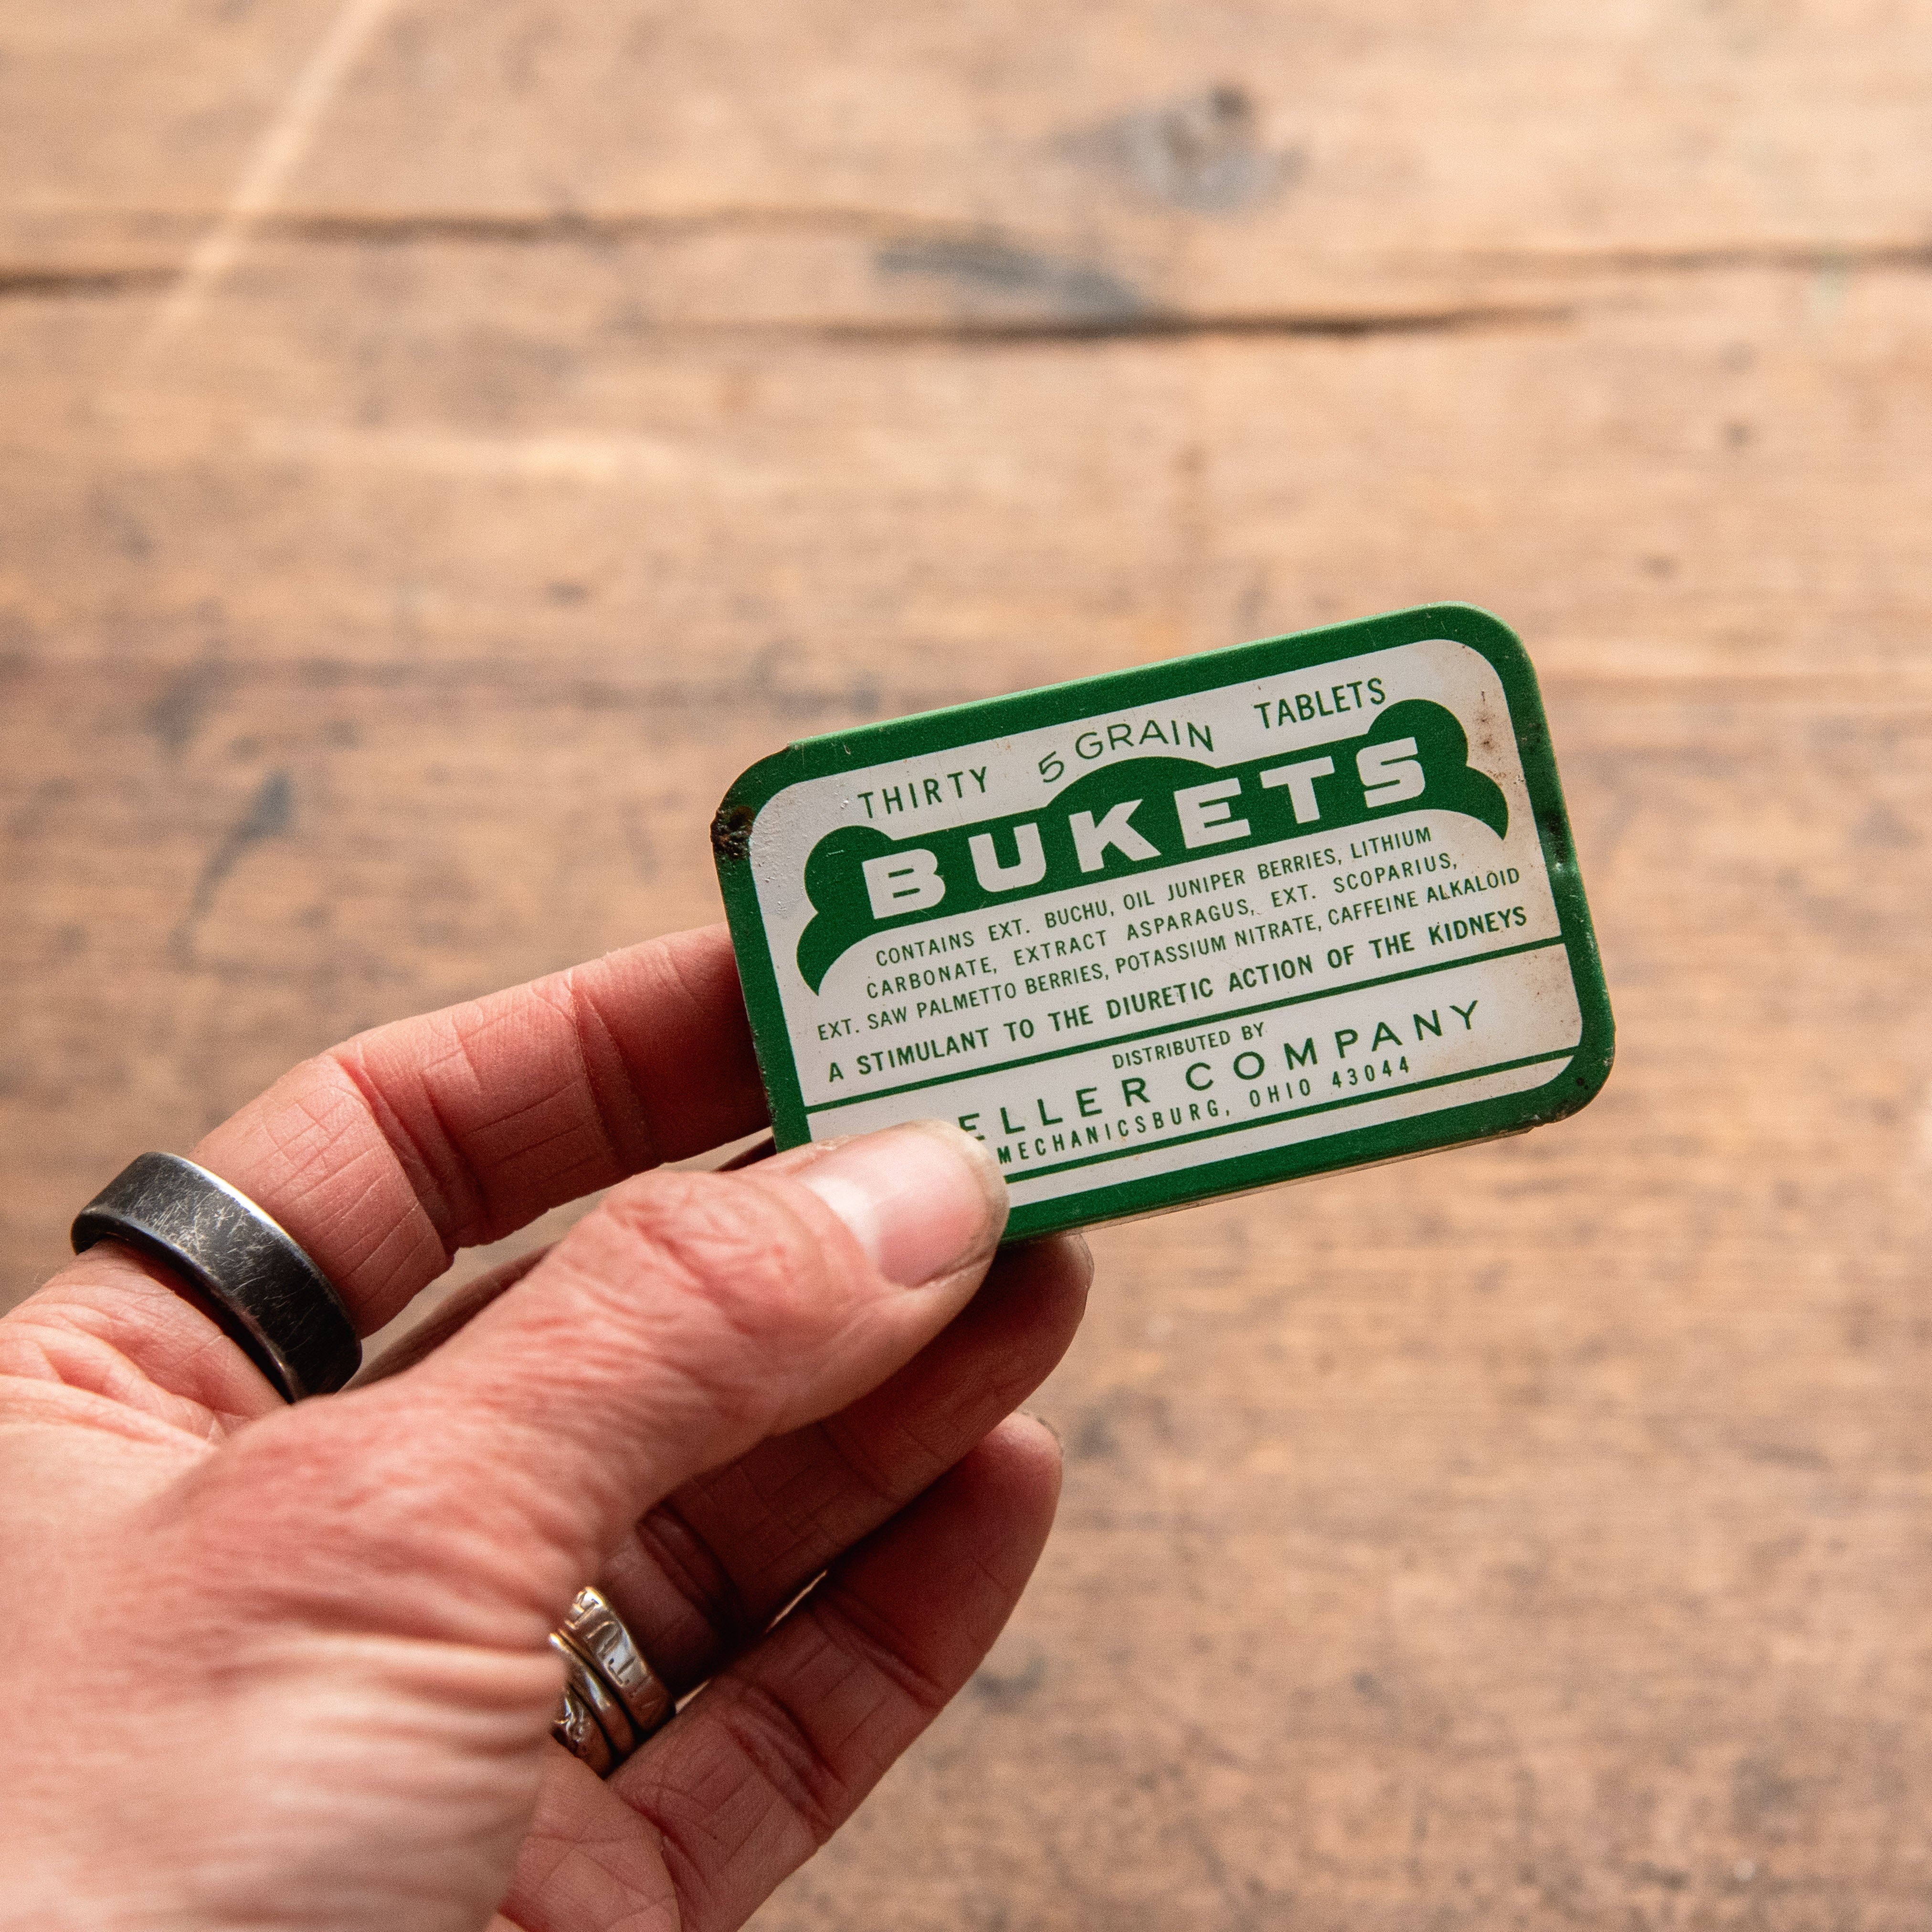 THIRTY 5 GRAIN TABLETS
BUKETS
CONTAINS EXT. BUCHU, OIL JUNIPER BERRIES, LITHIUM
CARBONATE, EXTRACT ASPARAGUS, EXT. SCOPARIUS,
EXT. SAW PALMETTO BERRIES, POTASSIUM NITRATE, CAFFEINE ALKALOID
A STIMULANT TO THE DIURETIC ACTION OF THE KIDNEYS
DISTRIBUTED BY
ELLER COMPANY
MECHANICSBURG, OHIO 43044